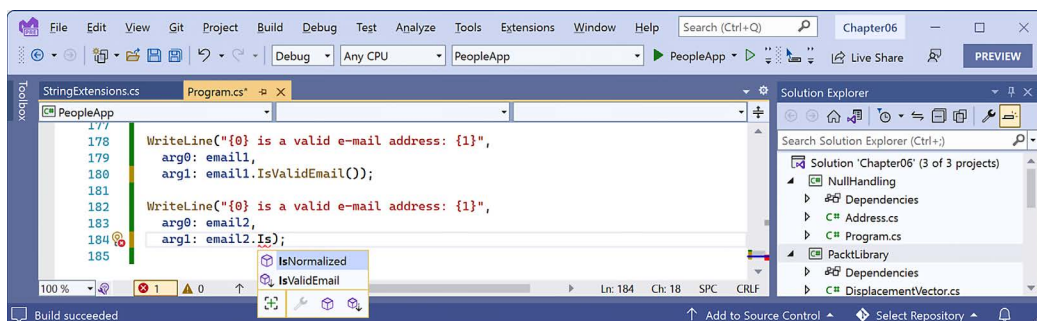 File Edit View Git Project Build Debug Test Analyze Tools Extensions Window Help Search (Ctrl+Q) Chapter06
Debug Any CPU PeopleApp PeopleApp Live Share PREVIEW
Toolbox
StringExtensions.cs Program.cs*
PeopleApp
177
178 WriteLine("{0} is a valid e-mail address: {1}",
179 arg0: email1,
180 arg1: email1.IsValidEmail());
181
182 WriteLine("{0} is a valid e-mail address: {1}",
183 arg0: email2,
184 arg1: email2.Is);
185
IsNormalized
IsValidEmail
100 % 1 0 Ln: 184 Ch: 18 SPC CRLF
Solution Explorer
Search Solution Explorer (Ctrl+;)
Solution 'Chapter06' (3 of 3 projects)
C# NullHandling
Dependencies
C# Address.cs
C# Program.cs
C# PacktLibrary
Dependencies
C# DisplacementVector.cs
Build succeeded Add to Source Control Select Repository